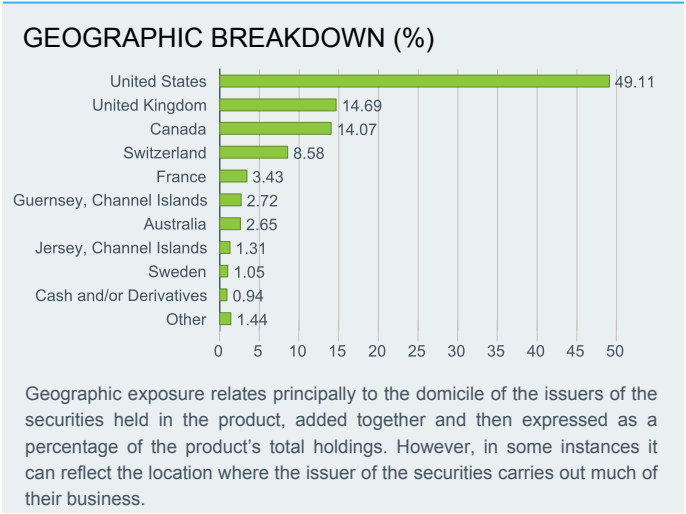 GEOGRAPHIC BREAKDOWN (%)
United States 49.11
United Kingdom 14.69
Canada 14.07
Switzerland 8.58
France 3.43
Guernsey, Channel Islands 2.72
Australia 2.65
Jersey, Channel Islands 1.31
Sweden 1.05
Cash and/or Derivatives 0.94
Other 1.44
0 5 10 15 20 25 30 35 40 45 50
Geographic exposure relates principally to the domicile of the issuers of the
securities held in the product, added together and then expressed as a
percentage of the product’s total holdings. However, in some instances it
can reflect the location where the issuer of the securities carries out much of
their business.